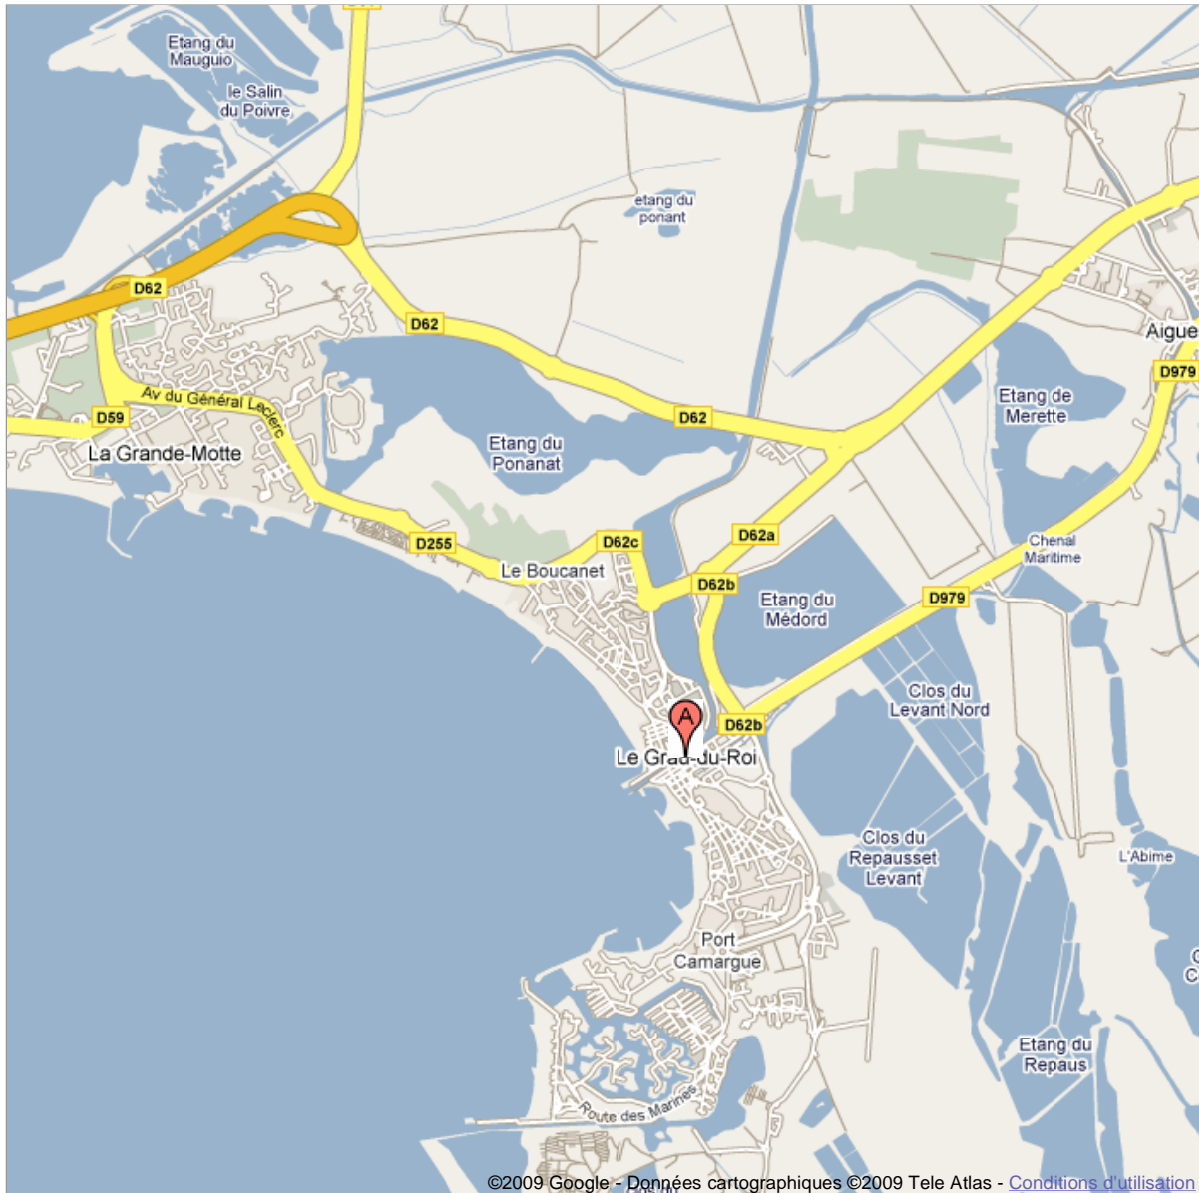 Etang du
Mauguio
le Salin
du Poivre
etang du
ponant
D62
D62
Aigue
D979
Av du Général Leclerc
D59
D62
Etang de
Merette
La Grande-Motte
Etang du
Ponanat
D255
D62c
D62a
Chenal
Maritime
Le Boucanet
D62b
D979
Etang du
Médord
Clos du
Levant Nord
D62b
A
Le Grau-du-Roi
Clos du
Repausset
Levant
L'Abime
Port
Camargue
Etang du
Repaus
Route des Marines
©2009 Google - Données cartographiques ©2009 Tele Atlas - Conditions d'utilisation